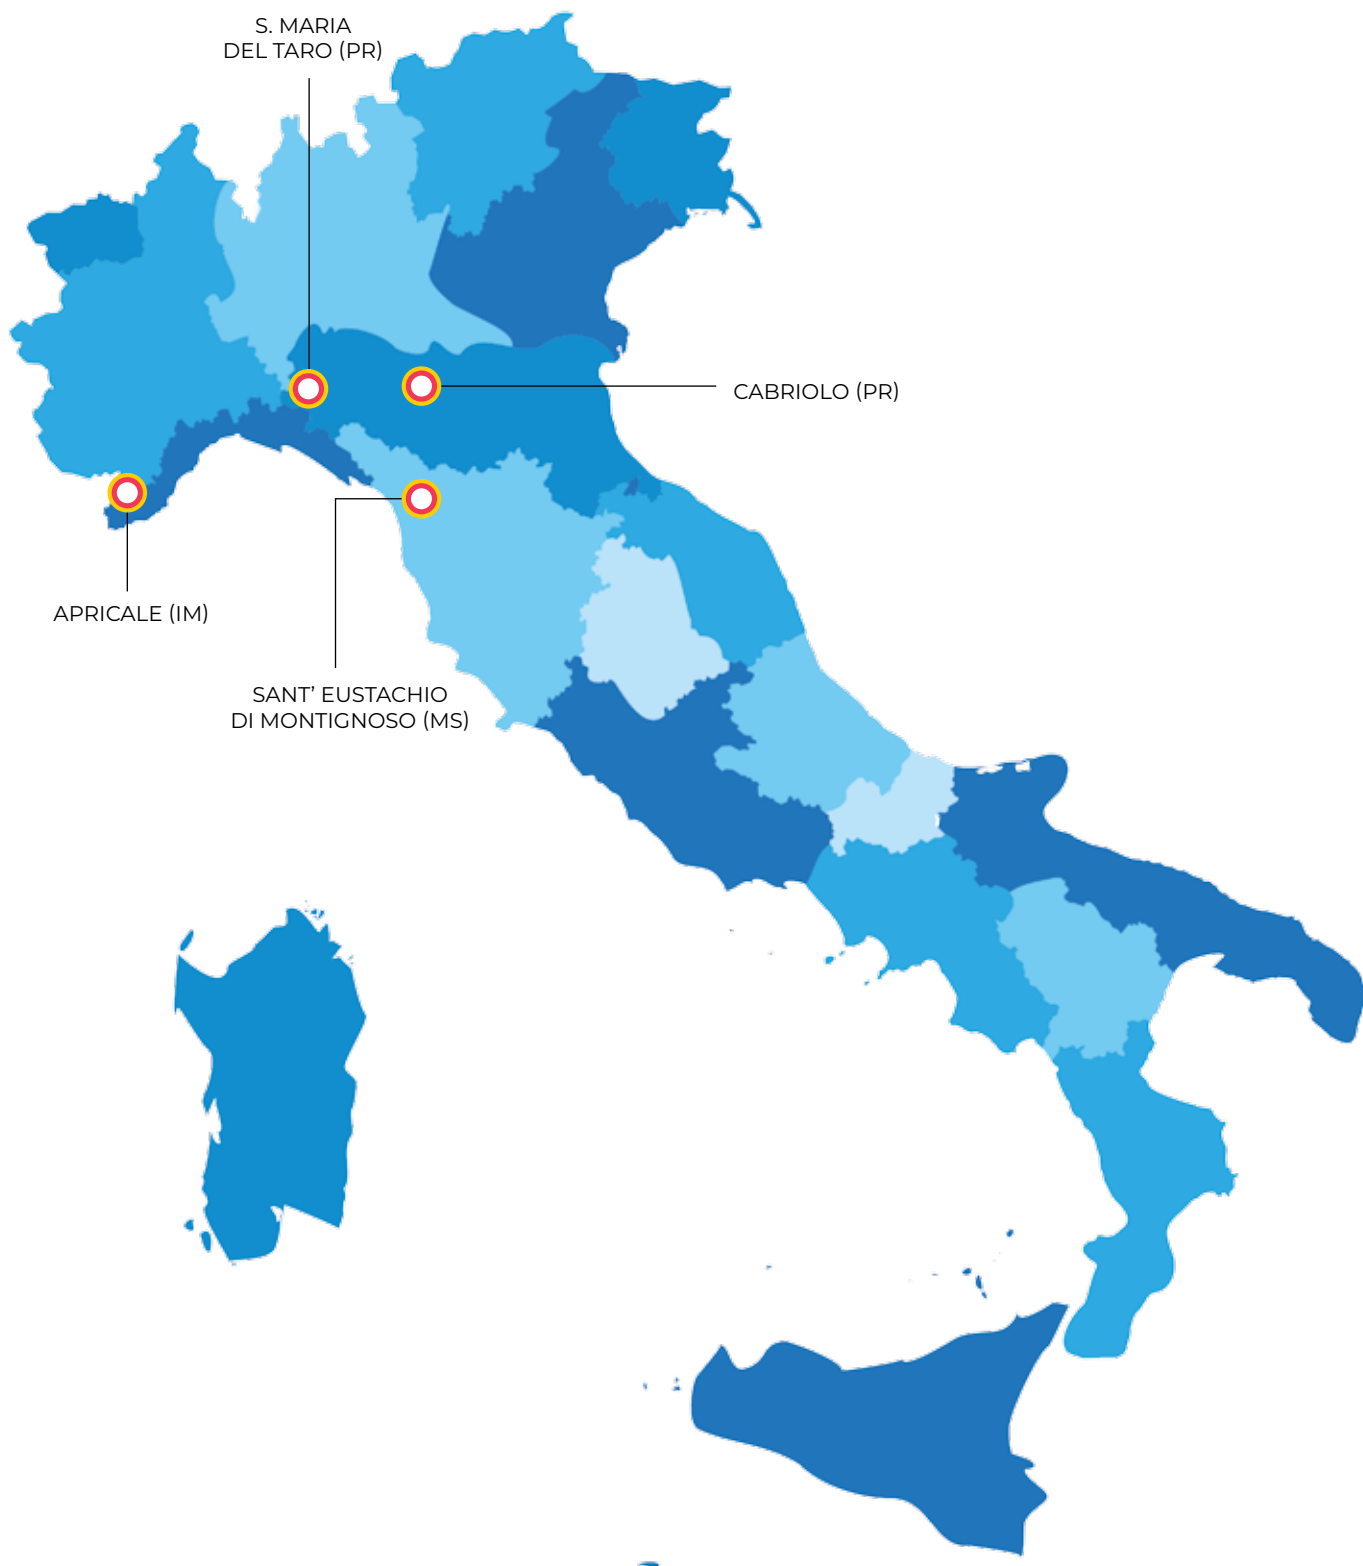 S. MARIA
DEL TARO (PR)
CABRIOLO (PR)
APRICALE (IM)
SANT' EUSTACHIO
DI MONTIGNOSO (MS)